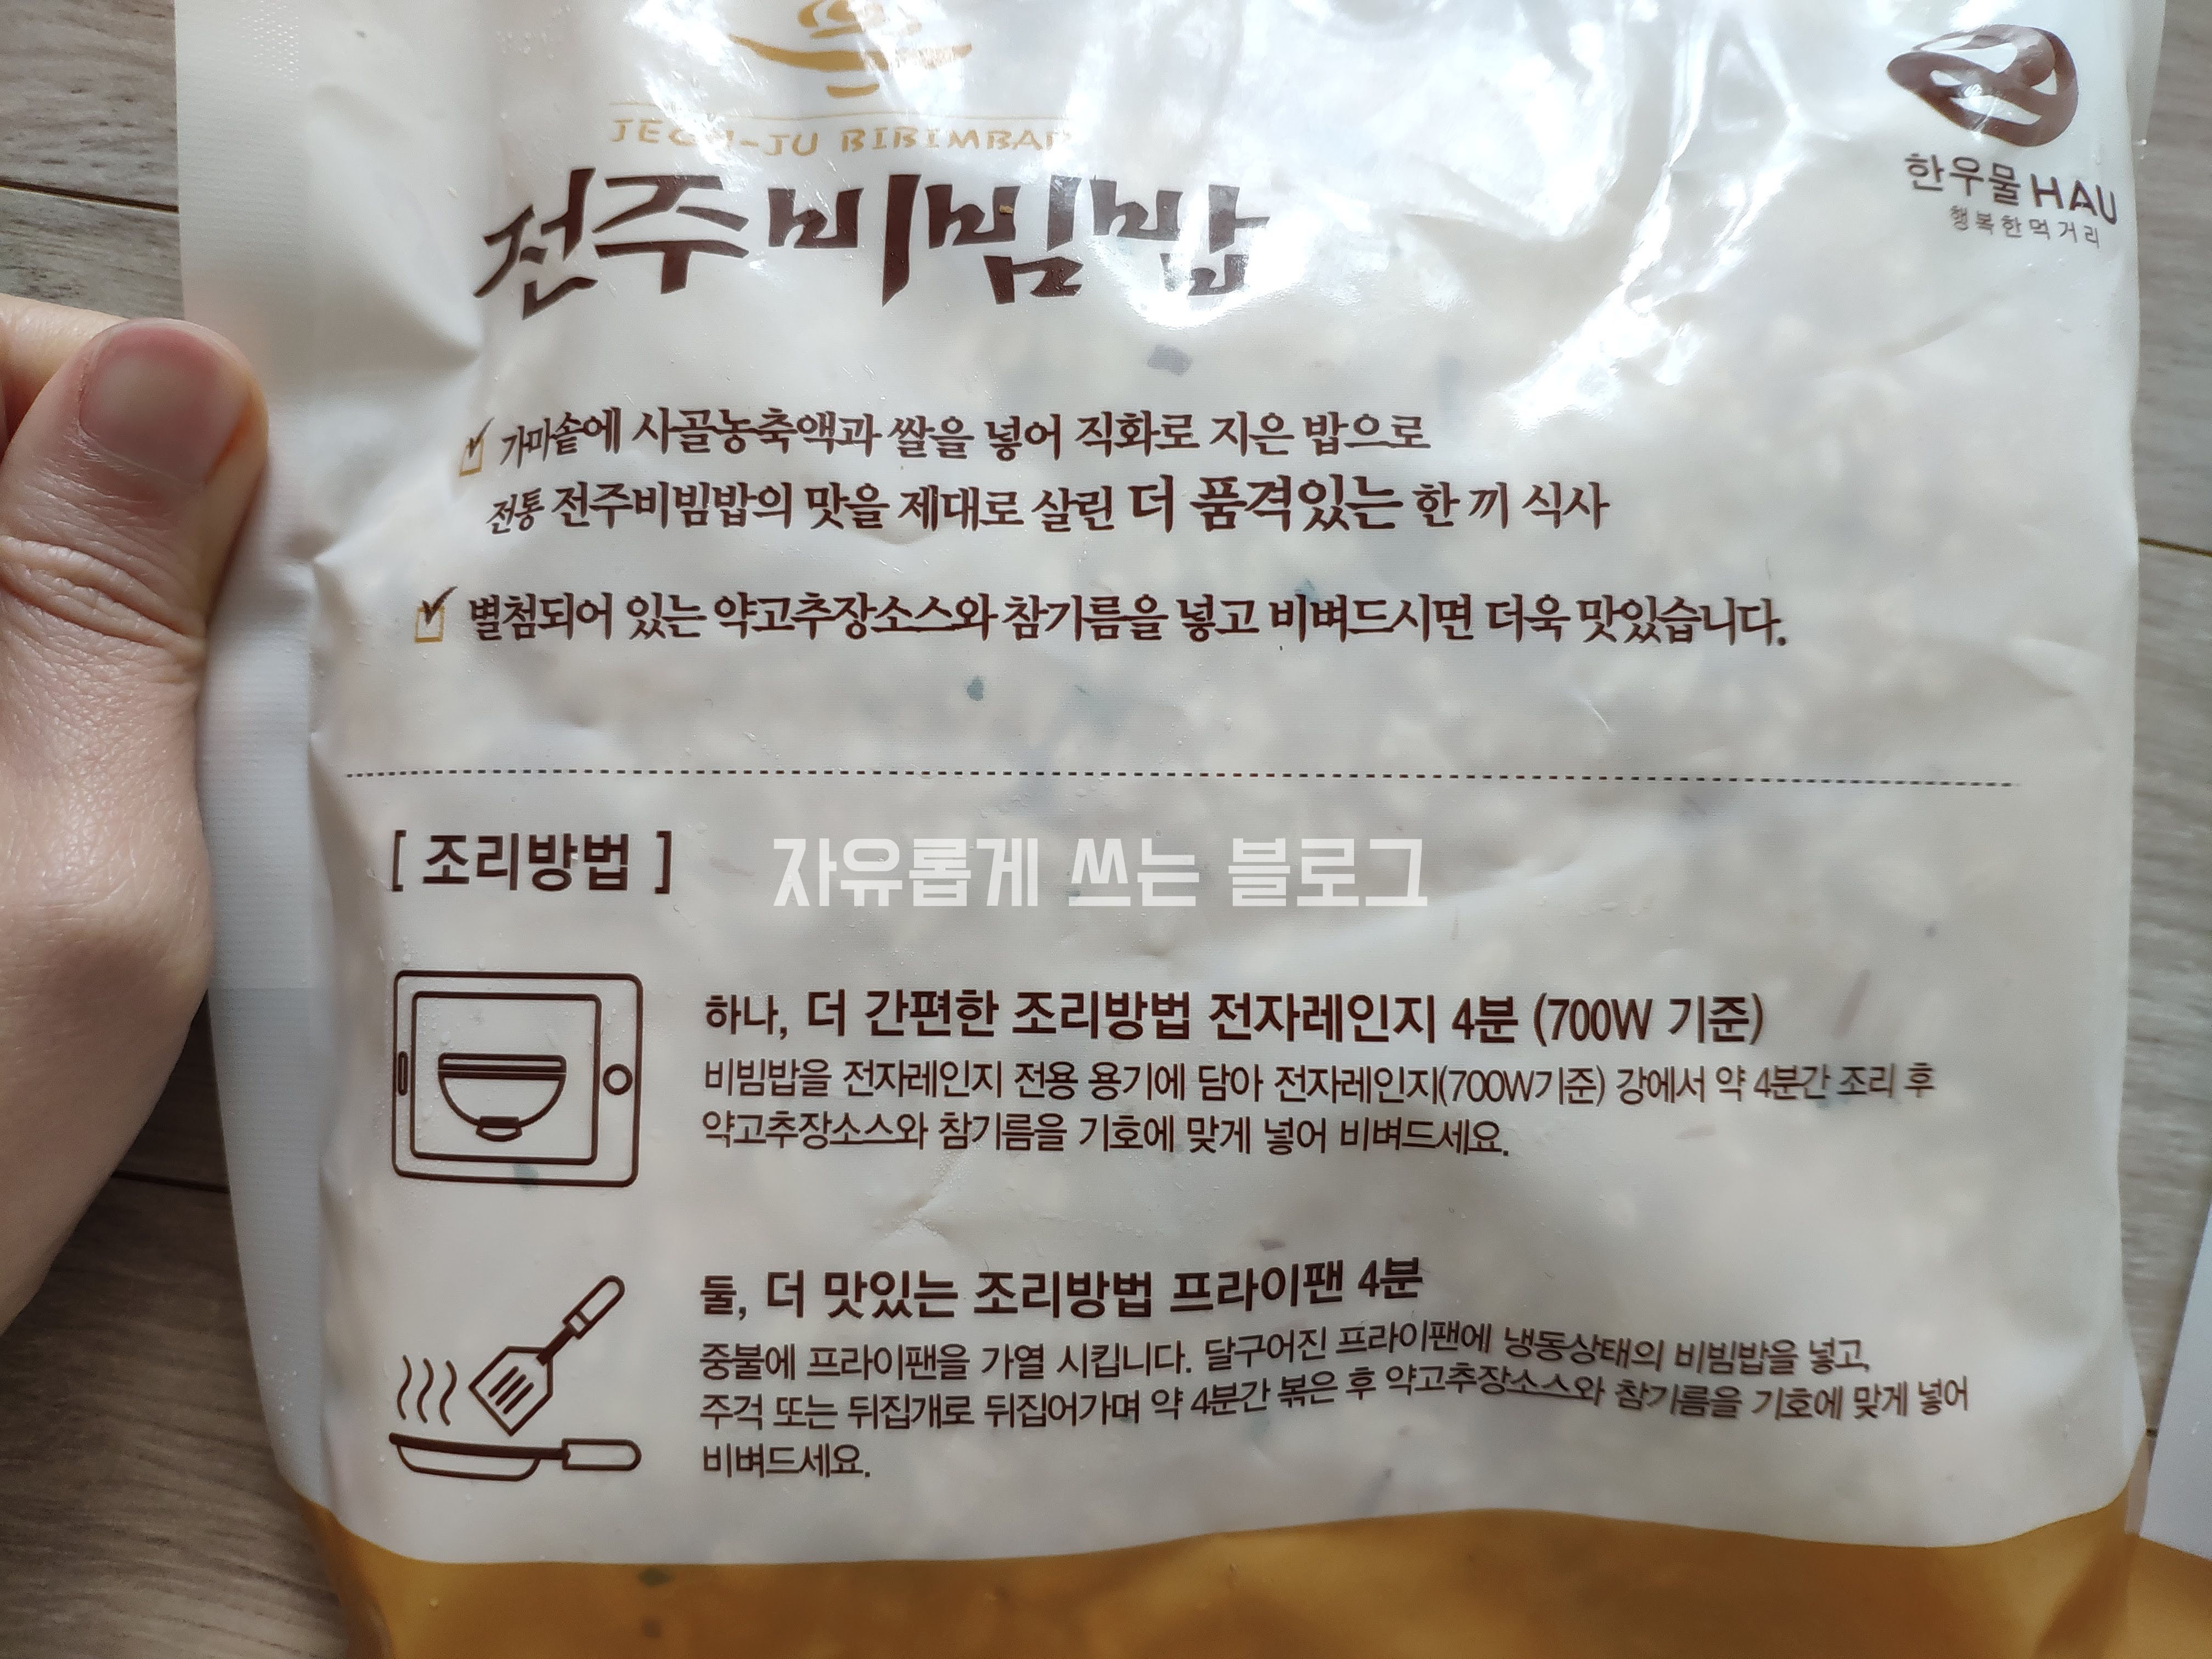 JEON-JU BIBIMBAP
전주비빔밥
한우물 HAU
행복한먹거리
가마솥에 사골농축액과 쌀을 넣어 직화로 지은 밥으로
전통 전주비빔밥의 맛을 제대로 살린 더 품격있는 한 끼 식사
별첨되어 있는 약고추장소스와 참기름을 넣고 비벼드시면 더욱 맛있습니다.
[ 조리방법 ]
자유롭게 쓰는 블로그
하나, 더 간편한 조리방법 전자레인지 4분 (700W 기준)
비빔밥을 전자레인지 전용 용기에 담아 전자레인지(700W기준) 강에서 약 4분간 조리 후
약고추장소스와 참기름을 기호에 맞게 넣어 비벼드세요.
둘, 더 맛있는 조리방법 프라이팬 4분
중불에 프라이팬을 가열 시킵니다. 달구어진 프라이팬에 냉동상태의 비빔밥을 넣고,
주걱 또는 뒤집개로 뒤집어가며 약 4분간 볶은 후 약고추장소스와 참기름을 기호에 맞게 넣어
비벼드세요.